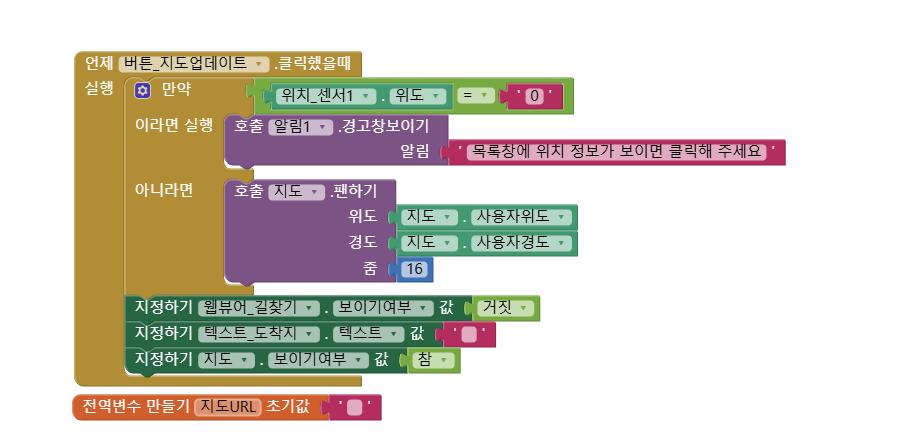 언제 버튼_지도업데이트 .클릭했을때
실행 만약 위치_센서1 . 위도 = ' 0 '
이라면 실행 호출 알림1 .경고창보이기
알림 ' 목록창에 위치 정보가 보이면 클릭해 주세요 '
아니라면 호출 지도 .팬하기
위도 지도 . 사용자위도
경도 지도 . 사용자경도
줌 16
지정하기 웹뷰어_길찾기 . 보이기여부 값 거짓
지정하기 텍스트_도착지 . 텍스트 값 ' '
지정하기 지도 . 보이기여부 값 참
전역변수 만들기 지도URL 초기값 ' '